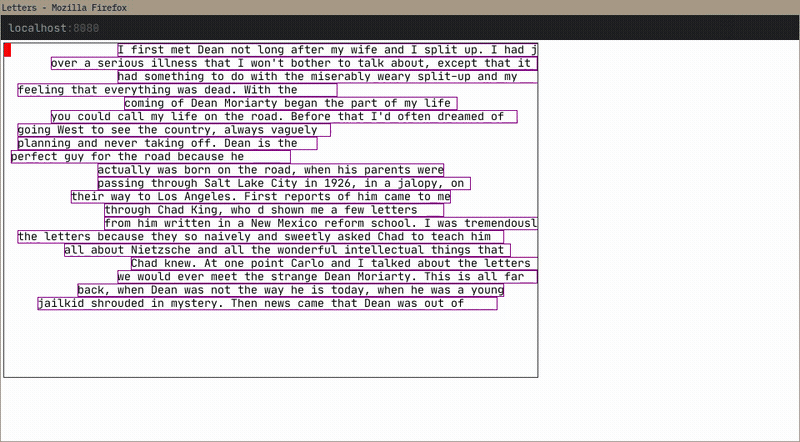 Letters - Mozilla Firefox
localhost:8080
I first met Dean not long after my wife and I split up. I had j
over a serious illness that I won't bother to talk about, except that it
had something to do with the miserably weary split-up and my
feeling that everything was dead. With the
coming of Dean Moriarty began the part of my life
you could call my life on the road. Before that I'd often dreamed of
going West to see the country, always vaguely
planning and never taking off. Dean is the
perfect guy for the road because he
actually was born on the road, when his parents were
passing through Salt Lake City in 1926, in a jalopy, on
their way to Los Angeles. First reports of him came to me
through Chad King, who d shown me a few letters
from him written in a New Mexico reform school. I was tremendousl
the letters because they so naively and sweetly asked Chad to teach him
all about Nietzsche and all the wonderful intellectual things that
Chad knew. At one point Carlo and I talked about the letters
we would ever meet the strange Dean Moriarty. This is all far
back, when Dean was not the way he is today, when he was a young
jailkid shrouded in mystery. Then news came that Dean was out of